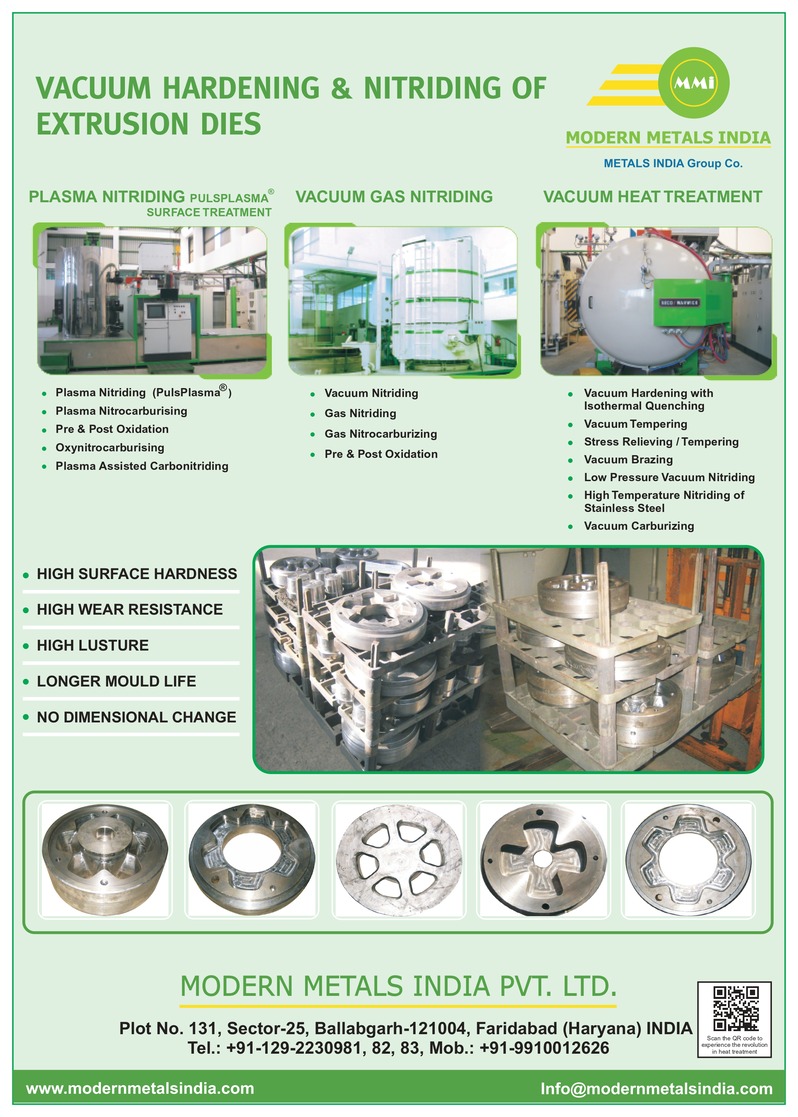 VACUUM HARDENING & NITRIDING OF
EXTRUSION DIES
MMi
MODERN METALS INDIA
METALS INDIA Group Co.
PLASMA NITRIDING PULSPLASMA®
SURFACE TREATMENT
VACUUM GAS NITRIDING
VACUUM HEAT TREATMENT
SECO / WARWICK
• Plasma Nitriding (PulsPlasma®)
• Plasma Nitrocarburising
• Pre & Post Oxidation
• Oxynitrocarburising
• Plasma Assisted Carbonitriding
• Vacuum Nitriding
• Gas Nitriding
• Gas Nitrocarburizing
• Pre & Post Oxidation
• Vacuum Hardening with
Isothermal Quenching
• Vacuum Tempering
• Stress Relieving / Tempering
• Vacuum Brazing
• Low Pressure Vacuum Nitriding
• High Temperature Nitriding of
Stainless Steel
• Vacuum Carburizing
• HIGH SURFACE HARDNESS
• HIGH WEAR RESISTANCE
• HIGH LUSTURE
• LONGER MOULD LIFE
• NO DIMENSIONAL CHANGE
MODERN METALS INDIA PVT. LTD.
Plot No. 131, Sector-25, Ballabgarh-121004, Faridabad (Haryana) INDIA
Tel.: +91-129-2230981, 82, 83, Mob.: +91-9910012626
Scan the QR code to
experience the revolution
in heat treatment
www.modernmetalsindia.com
Info@modernmetalsindia.com